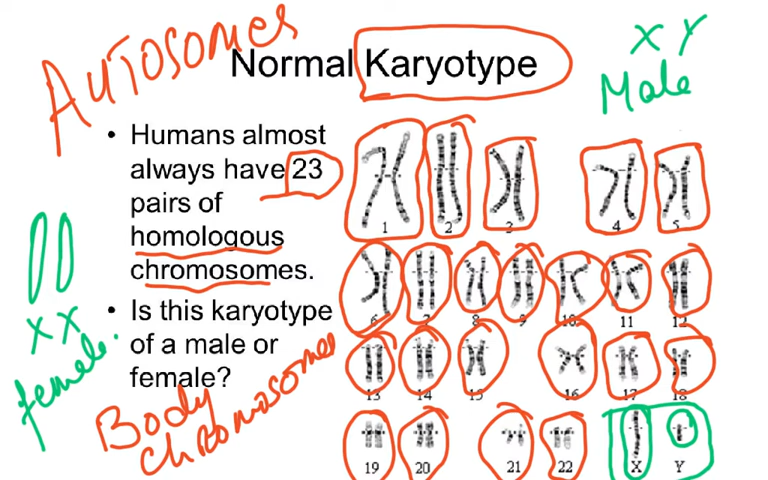 AUTOSOMES
Normal Karyotype
X Y
Male
• Humans almost
always have 23
pairs of
homologous
chromosomes.
• Is this karyotype
of a male or
female?
X X
female.
Body
chromosomes
1 2 3 4 5
6 7 8 9 10 11 12
13 14 15 16 17 18
19 20 21 22 X Y